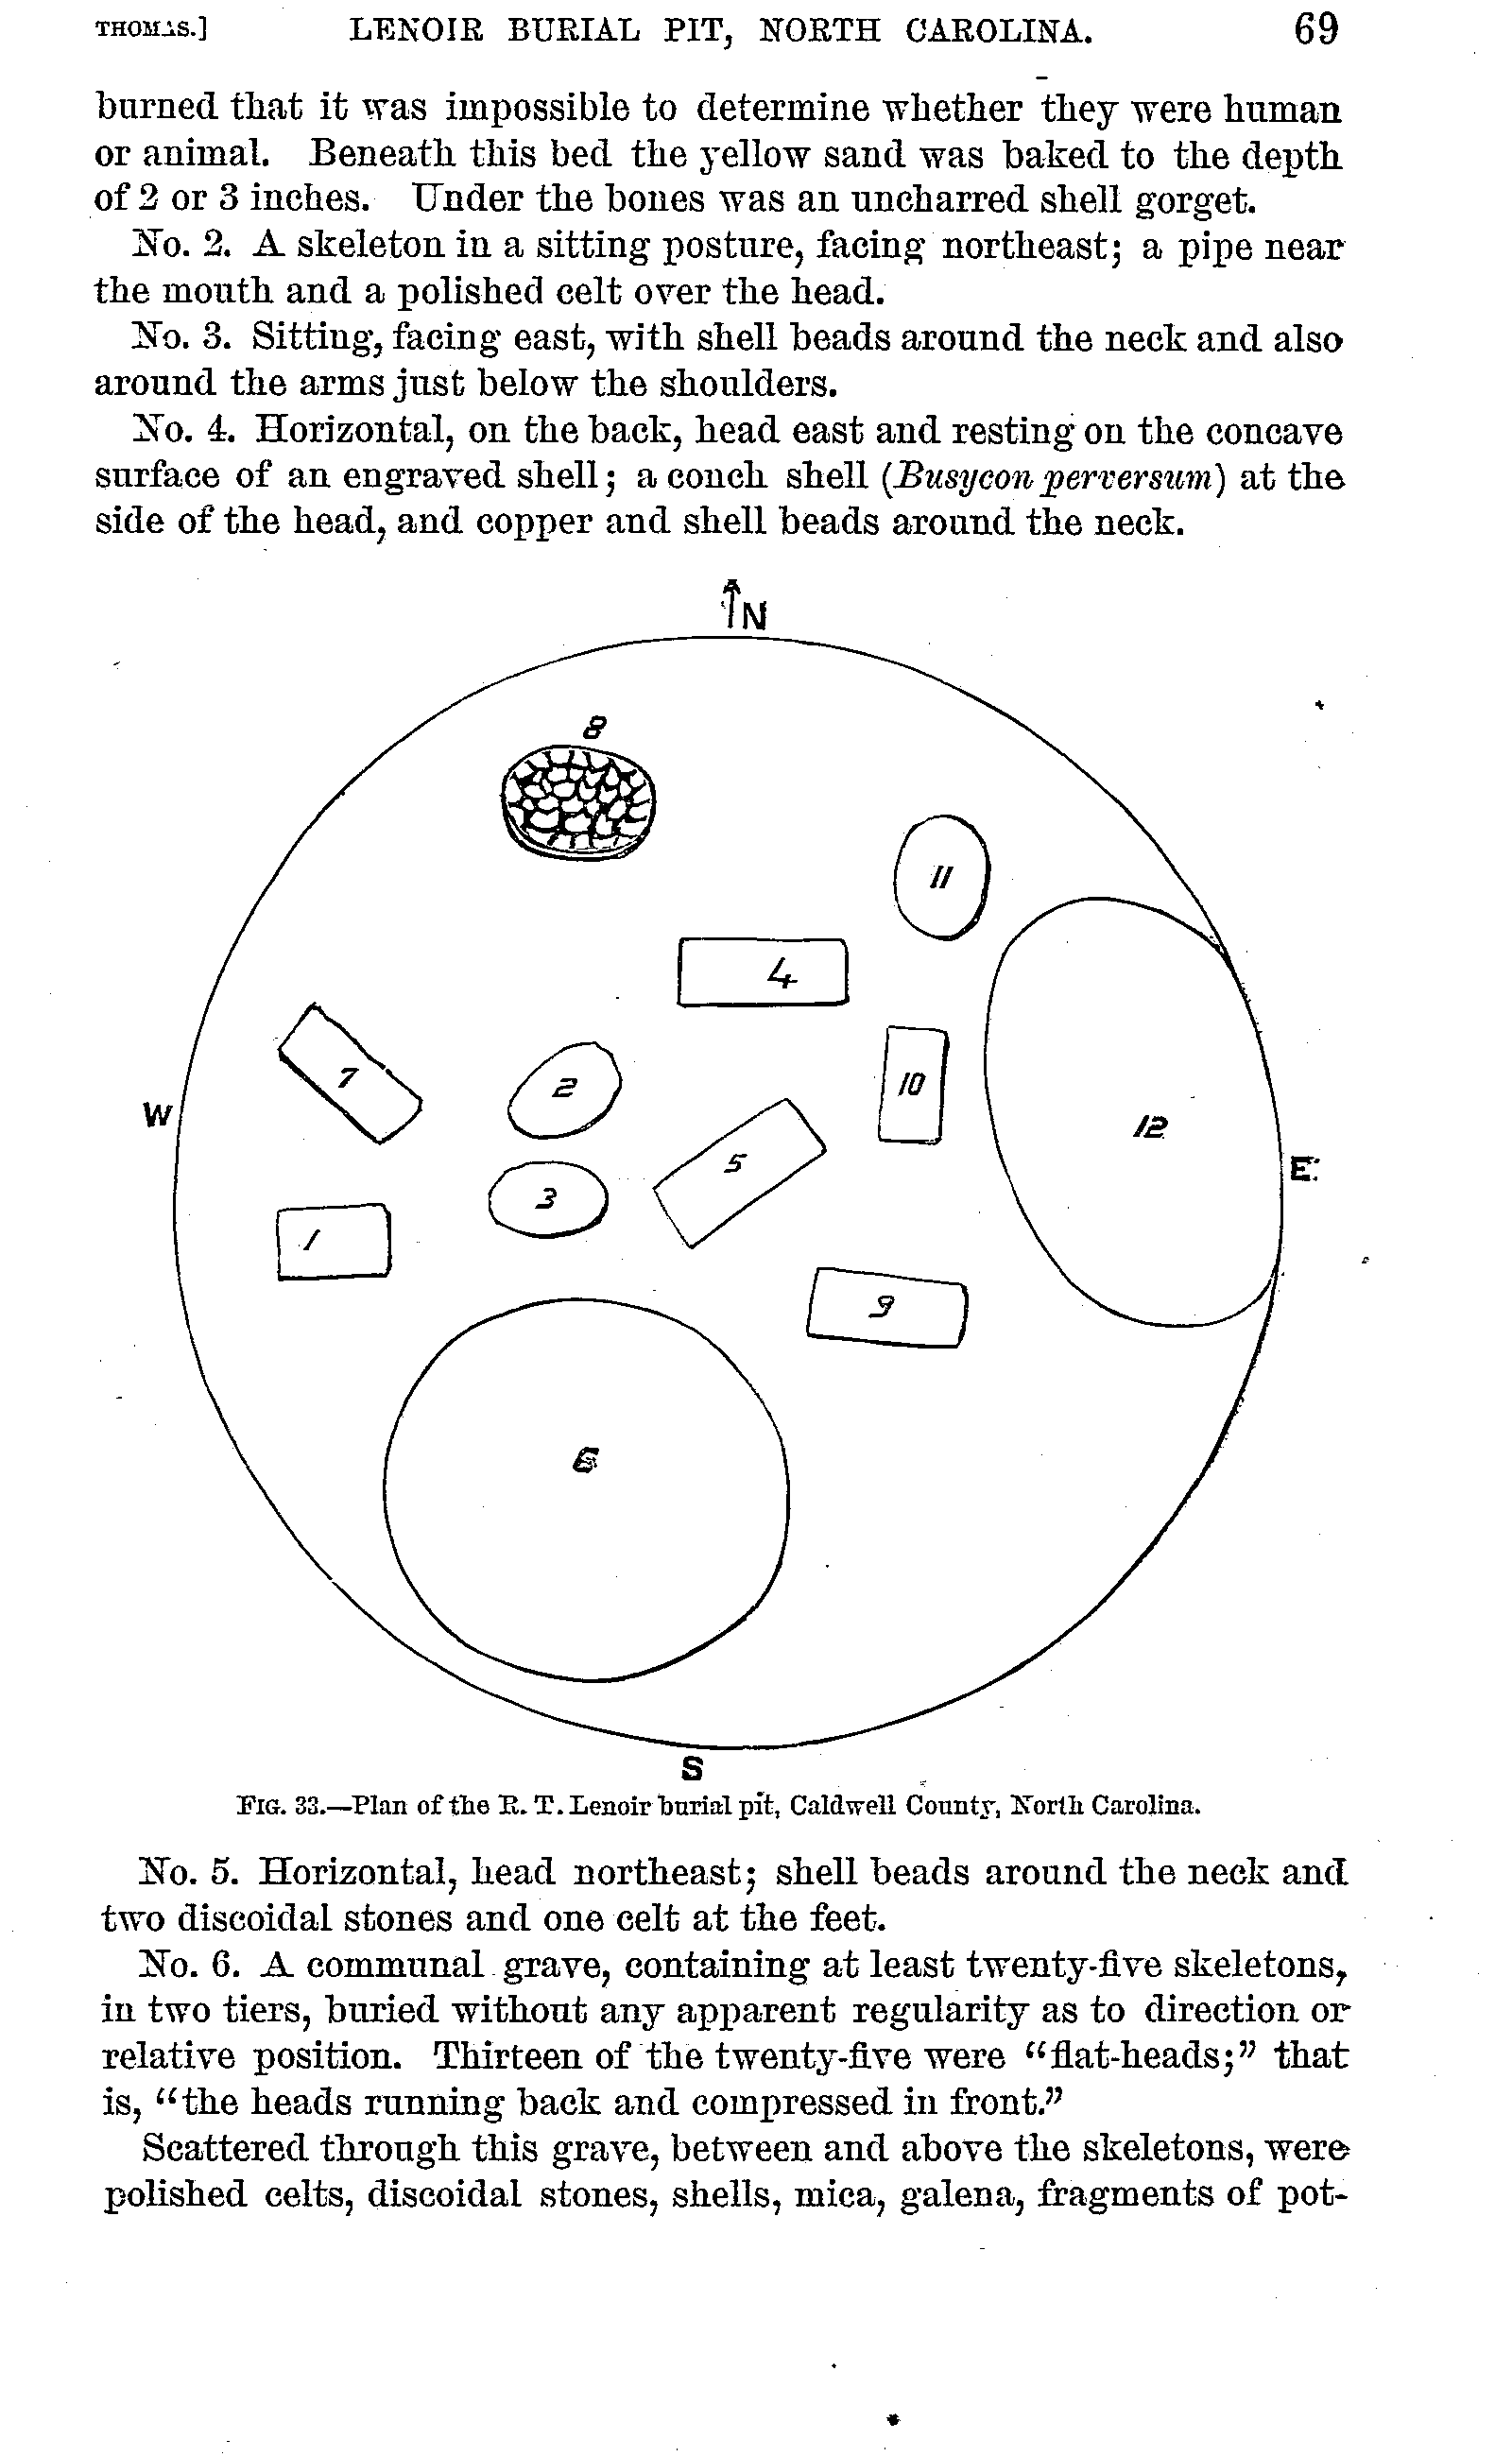 THOMAS.] LENOIR BURIAL PIT, NORTH CAROLINA. 69
burned that it was impossible to determine whether they were human
or animal. Beneath this bed the yellow sand was baked to the depth
of 2 or 3 inches. Under the bones was an uncharred shell gorget.
No. 2. A skeleton in a sitting posture, facing northeast; a pipe near
the mouth and a polished celt over the head.
No. 3. Sitting, facing east, with shell beads around the neck and also
around the arms just below the shoulders.
No. 4. Horizontal, on the back, head east and resting on the concave
surface of an engraved shell; a conch shell (Busycon perversum) at the
side of the head, and copper and shell beads around the neck.
N
8
11
4
7
2
10
W
12
5
E
3
1
9
6
S
FIG. 33.—Plan of the R. T. Lenoir burial pit, Caldwell County, North Carolina.
No. 5. Horizontal, head northeast; shell beads around the neck and
two discoidal stones and one celt at the feet.
No. 6. A communal grave, containing at least twenty-five skeletons,
in two tiers, buried without any apparent regularity as to direction or
relative position. Thirteen of the twenty-five were "flat-heads;" that
is, "the heads running back and compressed in front."
Scattered through this grave, between and above the skeletons, were
polished celts, discoidal stones, shells, mica, galena, fragments of pot-